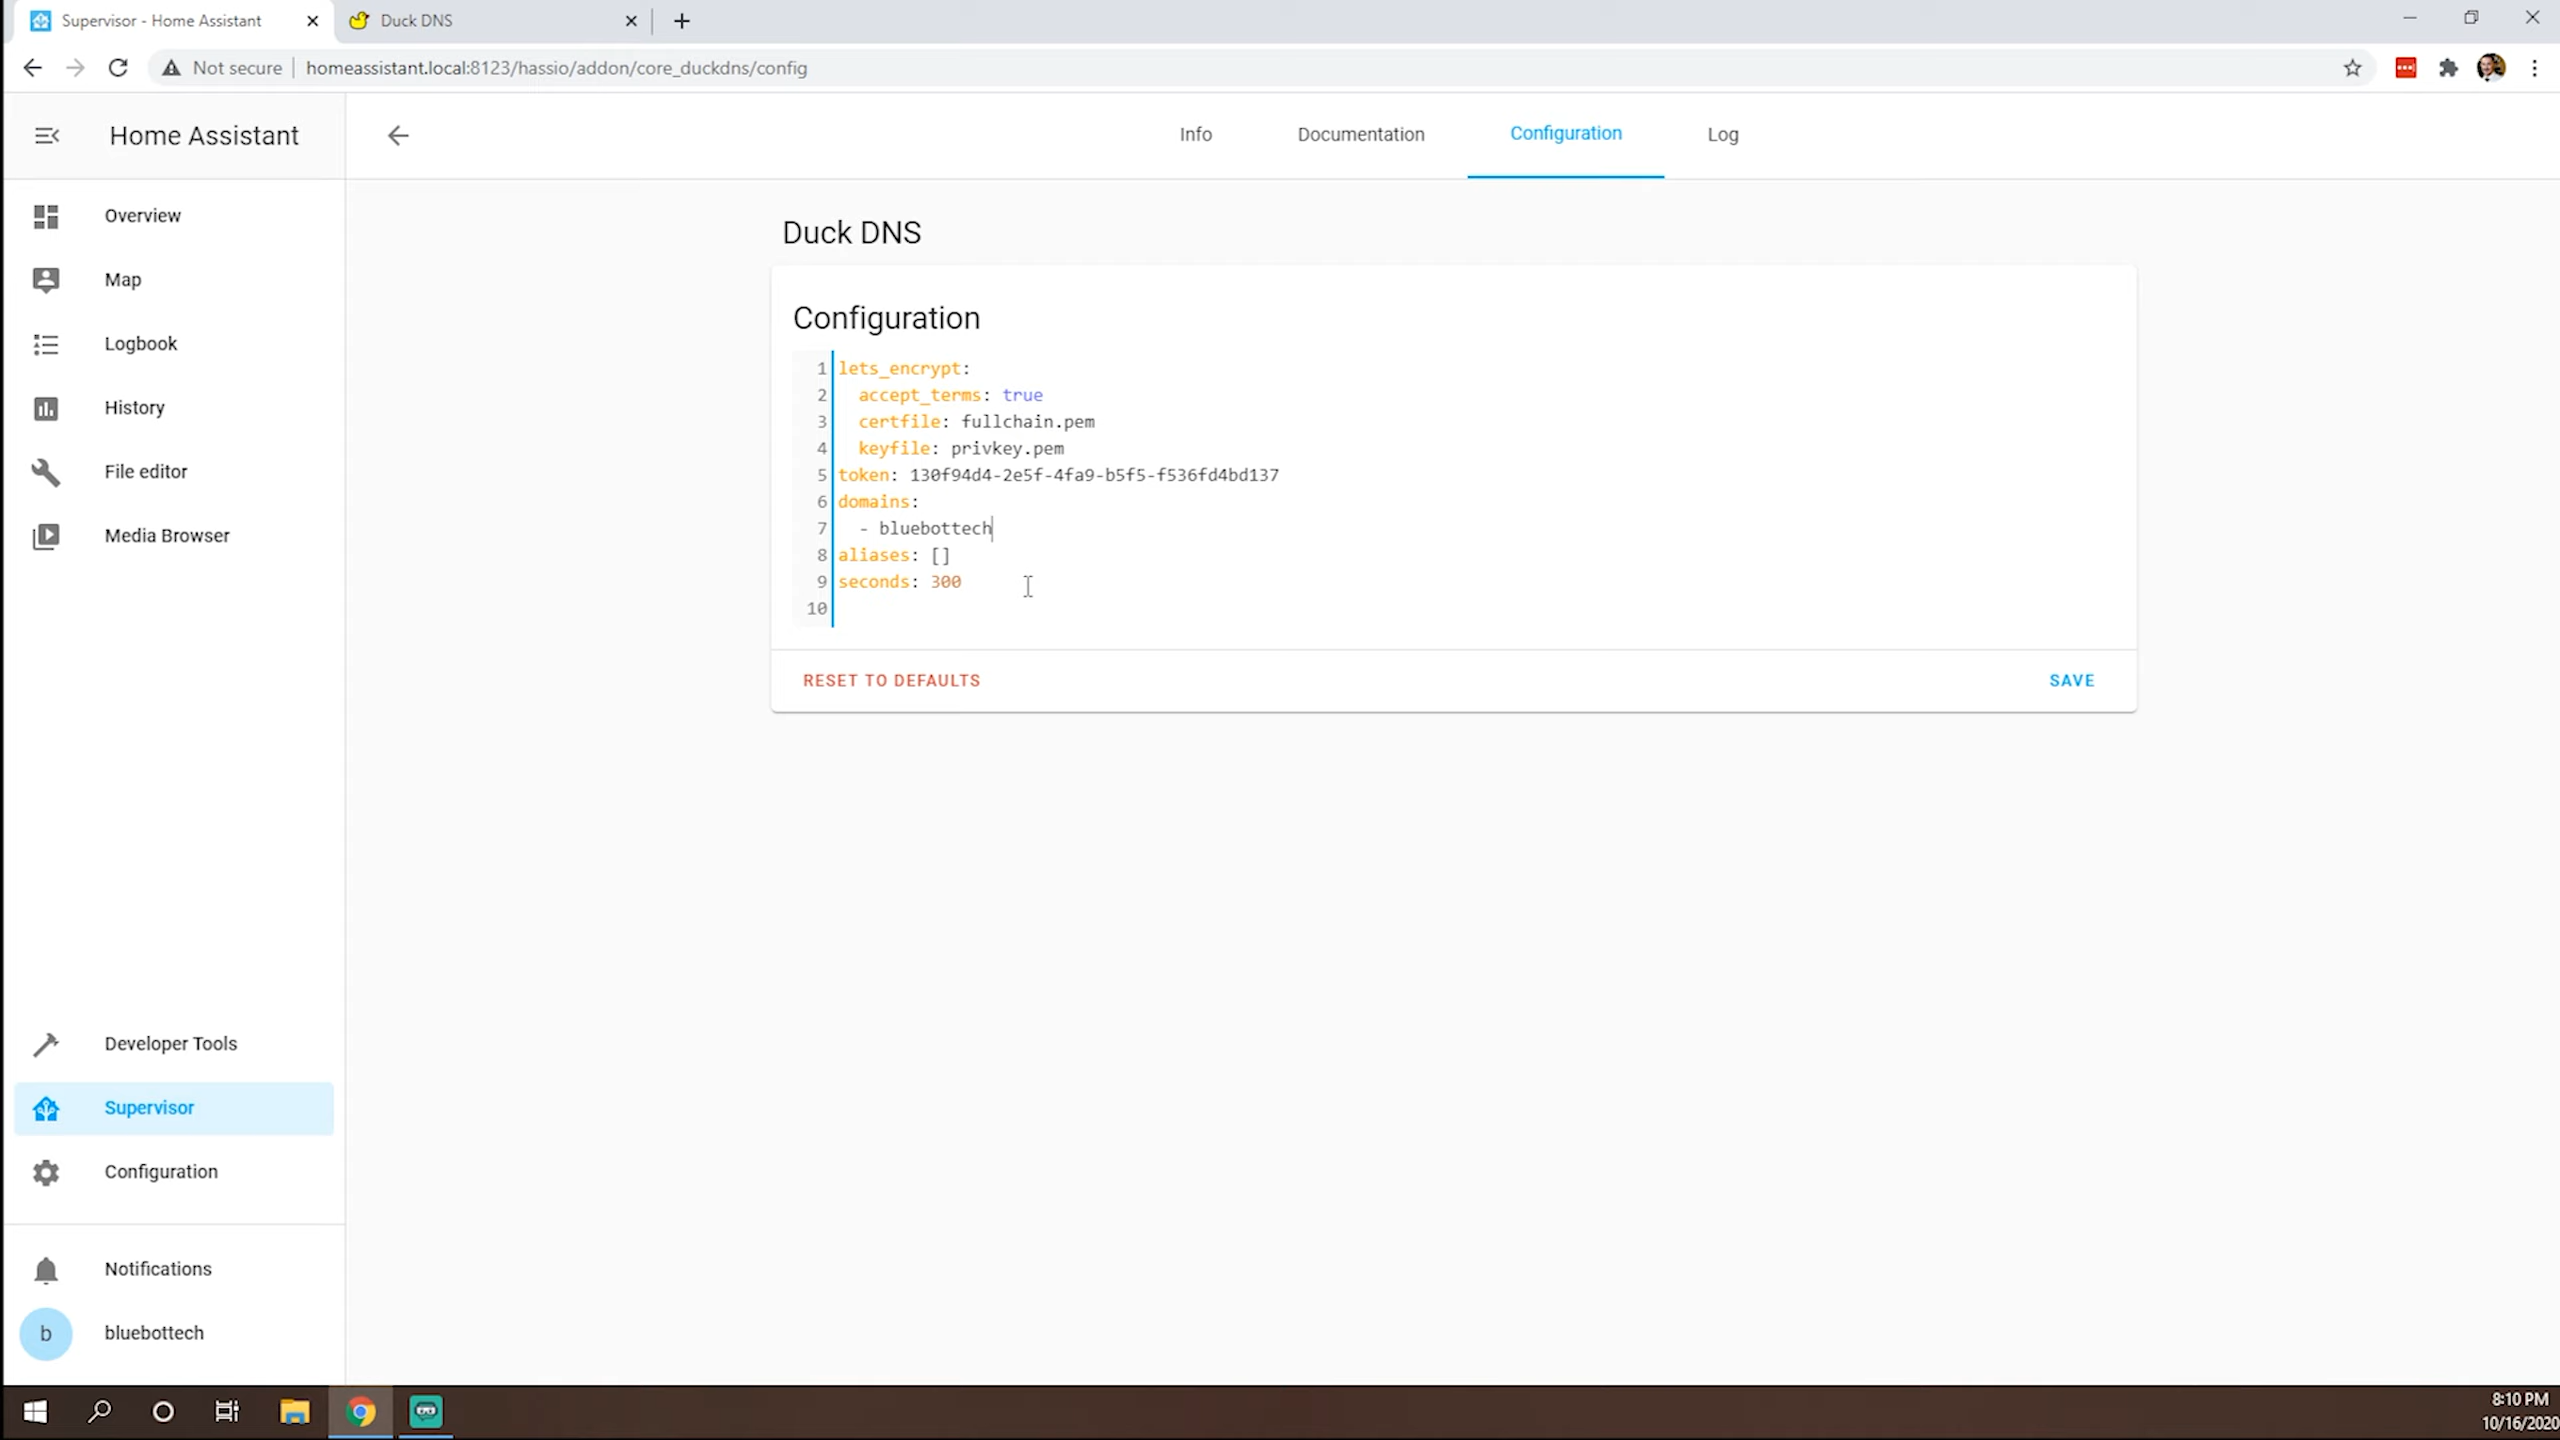 Supervisor - Home Assistant
Duck DNS
Not secure
homeassistant.local:8123/hassio/addon/core_duckdns/config
Home Assistant
Info
Documentation
Configuration
Log
Overview
Map
Logbook
History
File editor
Media Browser
Duck DNS
Configuration
1 lets_encrypt:
2 accept_terms: true
3 certfile: fullchain.pem
4 keyfile: privkey.pem
5 token: 130f94d4-2e5f-4fa9-b5f5-f536fd4bd137
6 domains:
7 - bluebottech
8 aliases: []
9 seconds: 300
10
RESET TO DEFAULTS
SAVE
Developer Tools
Supervisor
Configuration
Notifications
b bluebottech
8:10 PM
10/16/2020